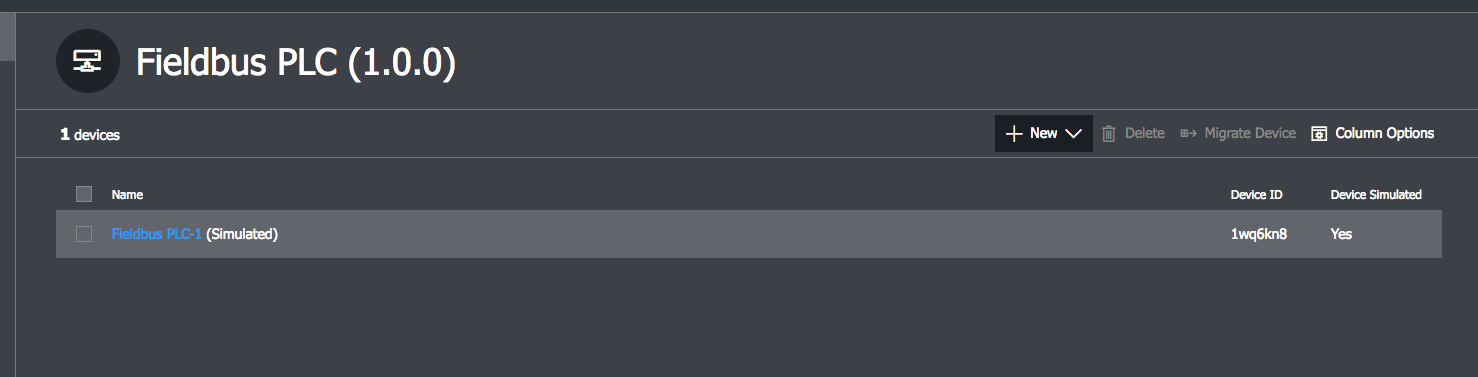 Fieldbus PLC (1.0.0)
1 devices
New Delete Migrate Device Column Options
Name Device ID Device Simulated
Fieldbus PLC-1 (Simulated) 1wq6kn8 Yes